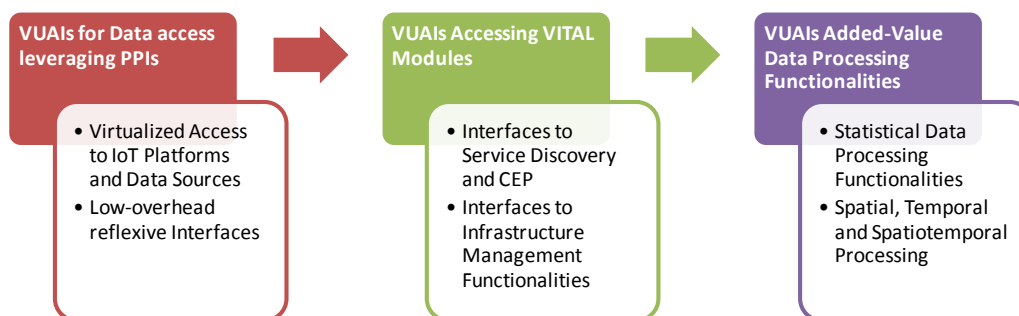 VUAIs for Data access
leveraging PPIs
• Virtualized Access
to IoT Platforms
and Data Sources
• Low-overhead
reflexive Interfaces
VUAIs Accessing VITAL
Modules
• Interfaces to
Service Discovery
and CEP
• Interfaces to
Infrastructure
Management
Functionalities
VUAIs Added-Value
Data Processing
Functionalities
• Statistical Data
Processing
Functionalities
• Spatial, Temporal
and Spatiotemporal
Processing